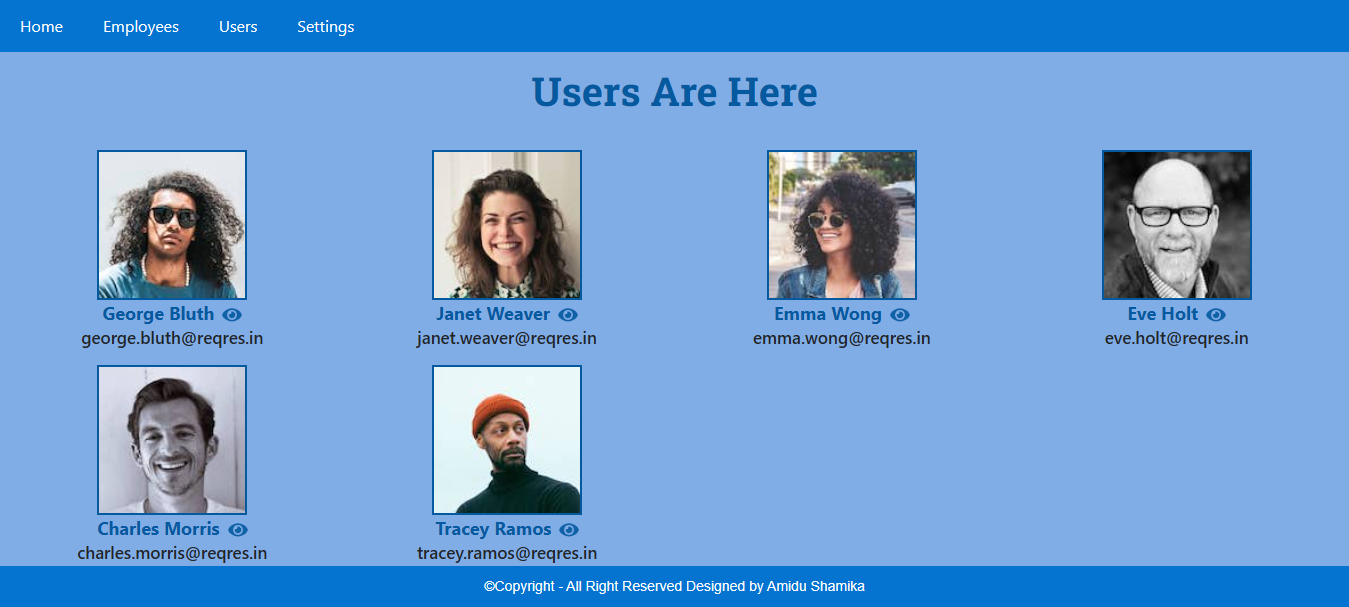 Home Employees Users Settings
Users Are Here
George Bluth Janet Weaver Emma Wong Eve Holt
george.bluth@reqres.in janet.weaver@reqres.in emma.wong@reqres.in eve.holt@reqres.in
Charles Morris Tracey Ramos
charles.morris@reqres.in tracey.ramos@reqres.in
©Copyright - All Right Reserved Designed by Amidu Shamika